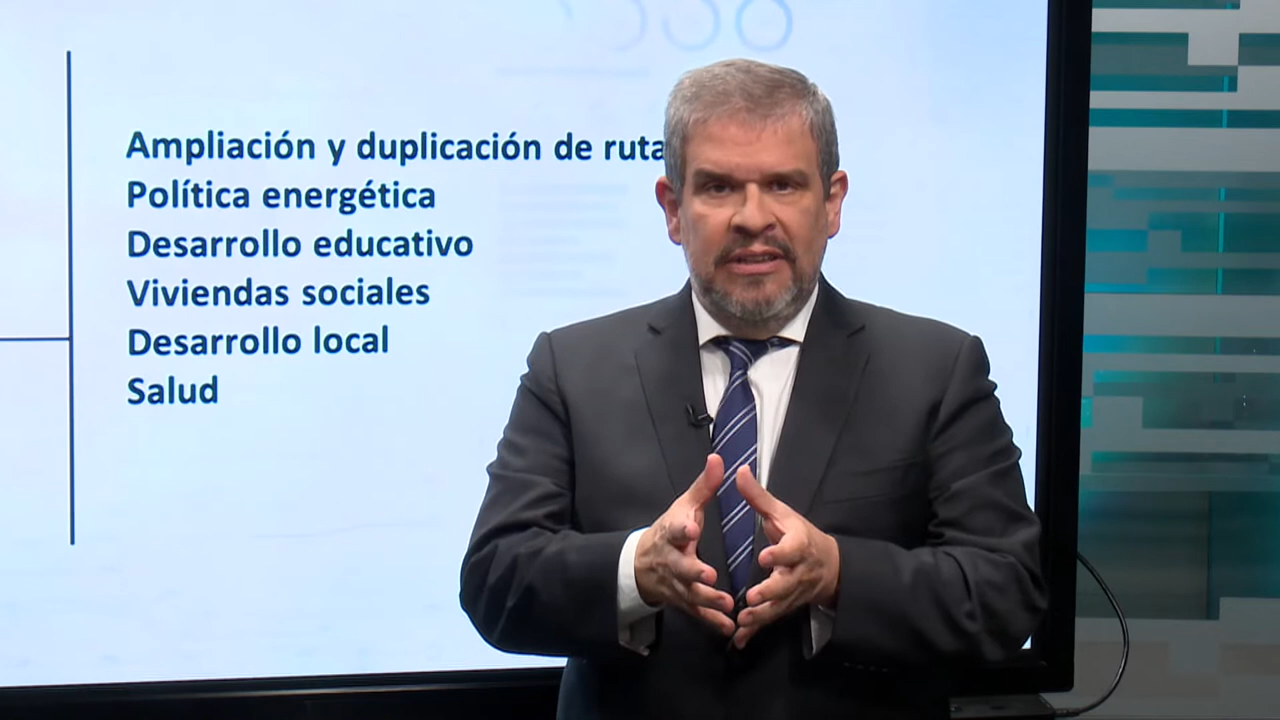 Ampliación y duplicación de ruta
Política energética
Desarrollo educativo
Viviendas sociales
Desarrollo local
Salud